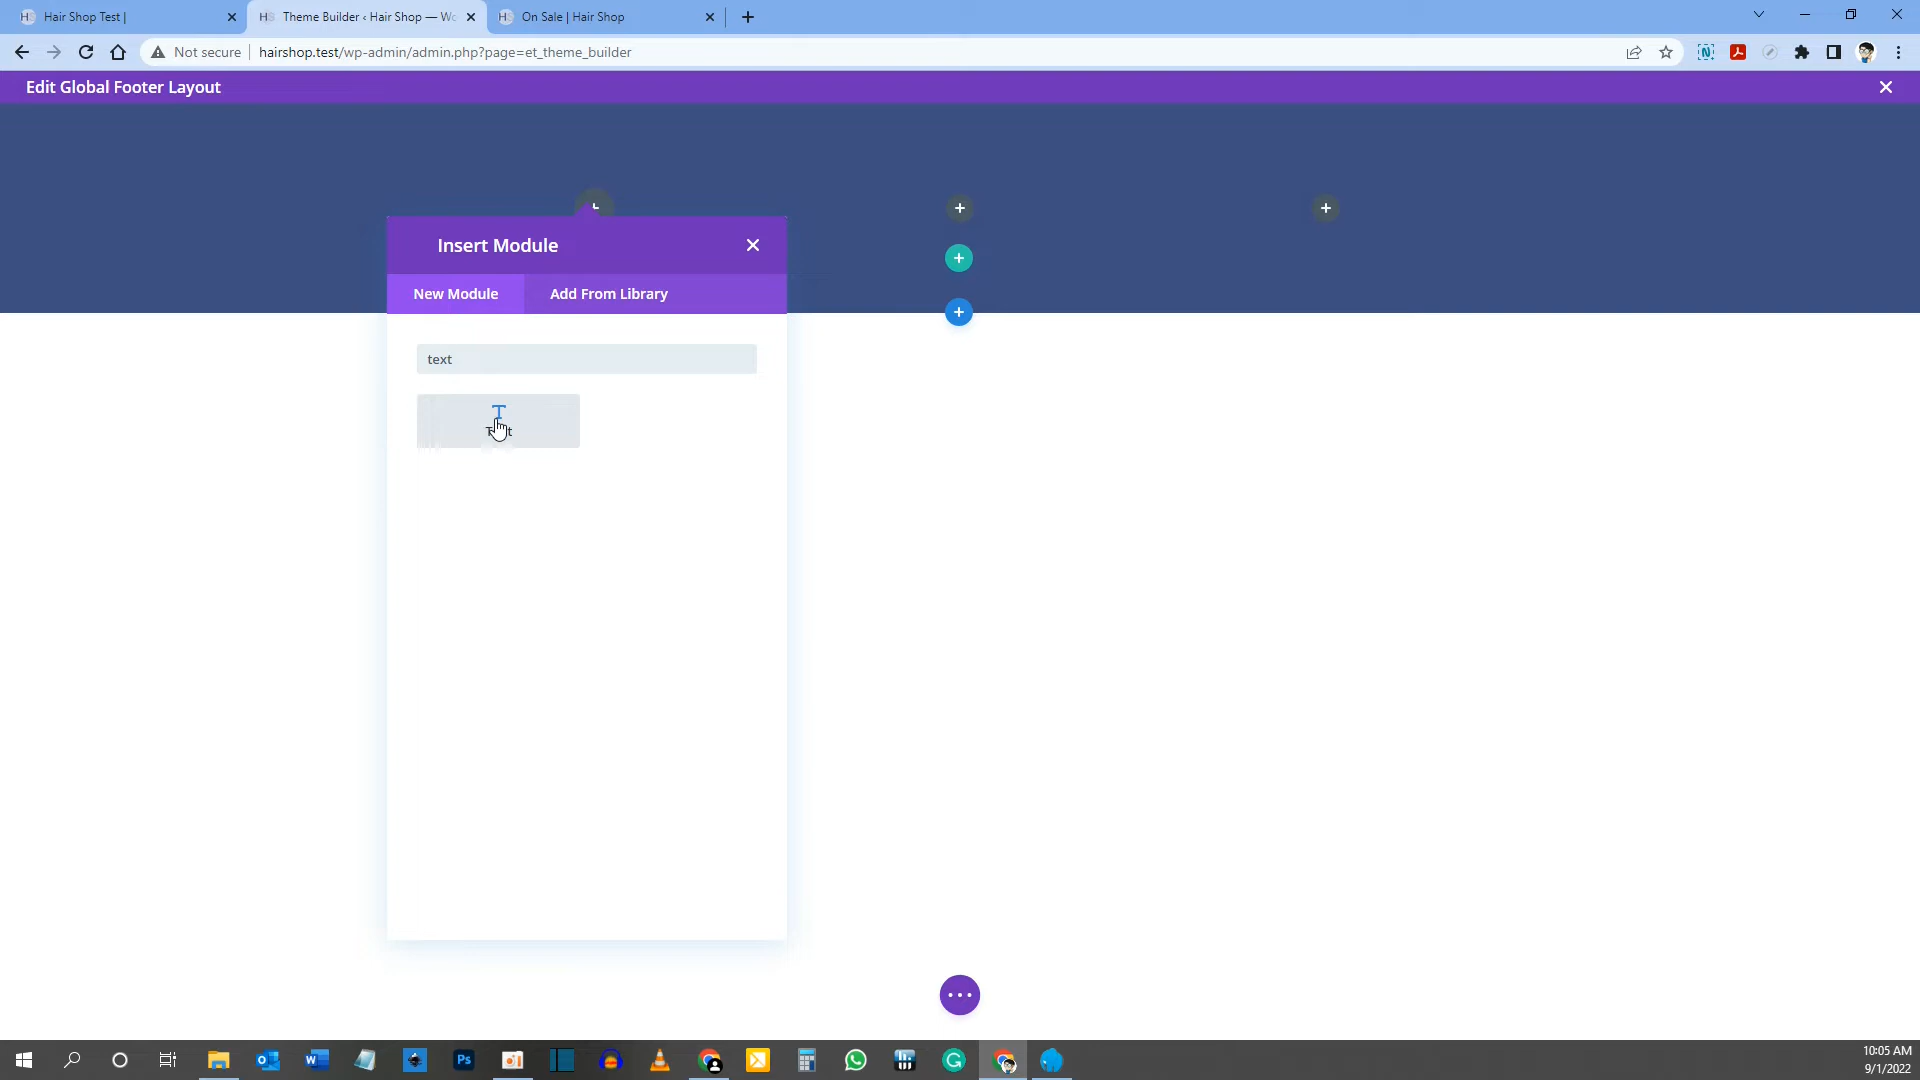 Hair Shop Test |
Theme Builder ‹ Hair Shop — Wo
On Sale | Hair Shop
Not secure
hairshop.test/wp-admin/admin.php?page=et_theme_builder
Edit Global Footer Layout
Insert Module
New Module
Add From Library
text
Text
10:05 AM
9/1/2022